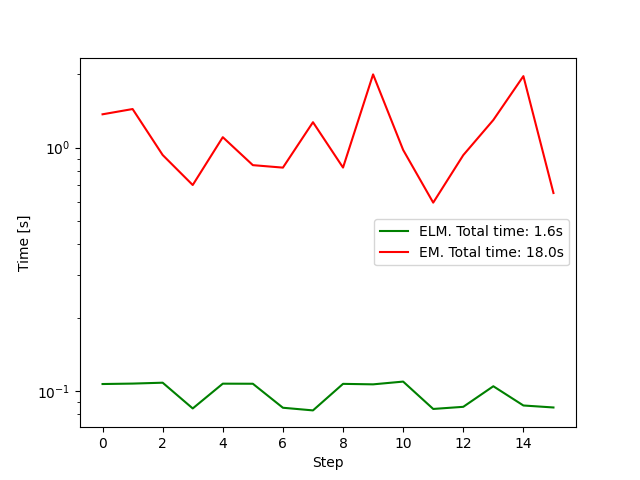 10⁰
10⁻¹
Time [s]
ELM. Total time: 1.6s
EM. Total time: 18.0s
0 2 4 6 8 10 12 14
Step